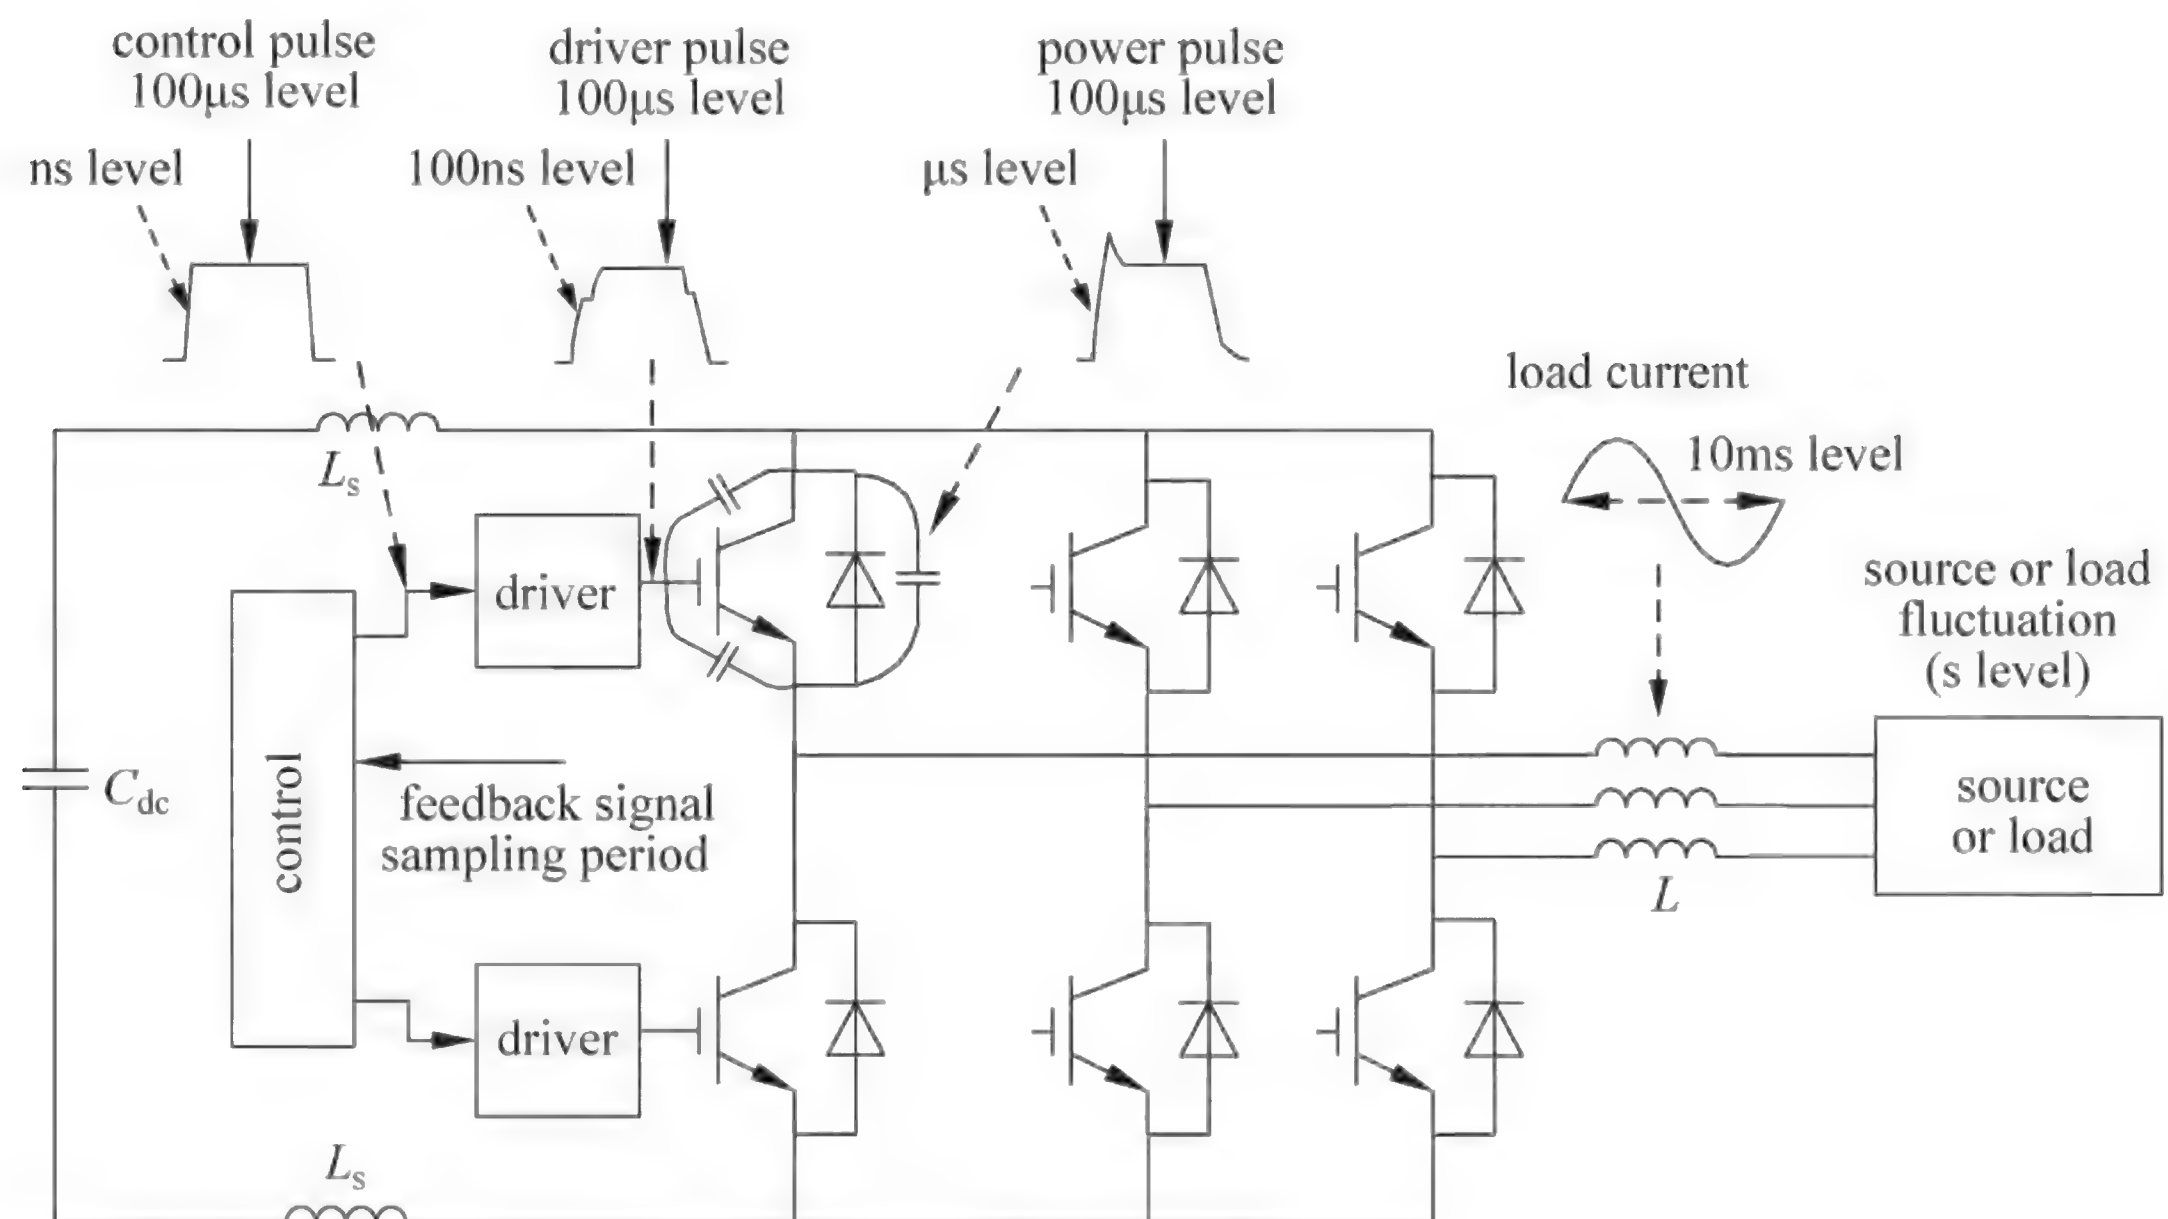 control pulse
100μs level
driver pulse
100μs level
power pulse
100μs level
ns level
100ns level
μs level
load current
10ms level
Ls
driver
source or load
fluctuation
(s level)
control
Cdc
feedback signal
sampling period
source
or load
L
driver
Ls